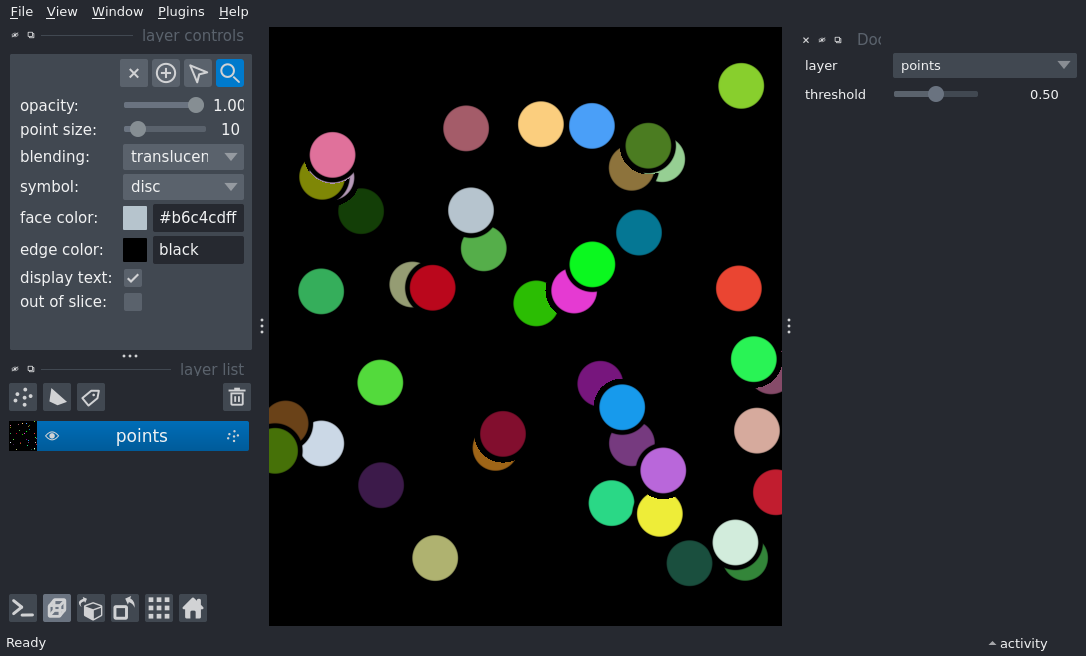 File View Window Plugins Help
layer controls
opacity: 1.00
point size: 10
blending: translucen
symbol: disc
face color: #b6c4cdff
edge color: black
display text:
out of slice:
layer list
points
Ready
Doc
layer points
threshold 0.50
activity